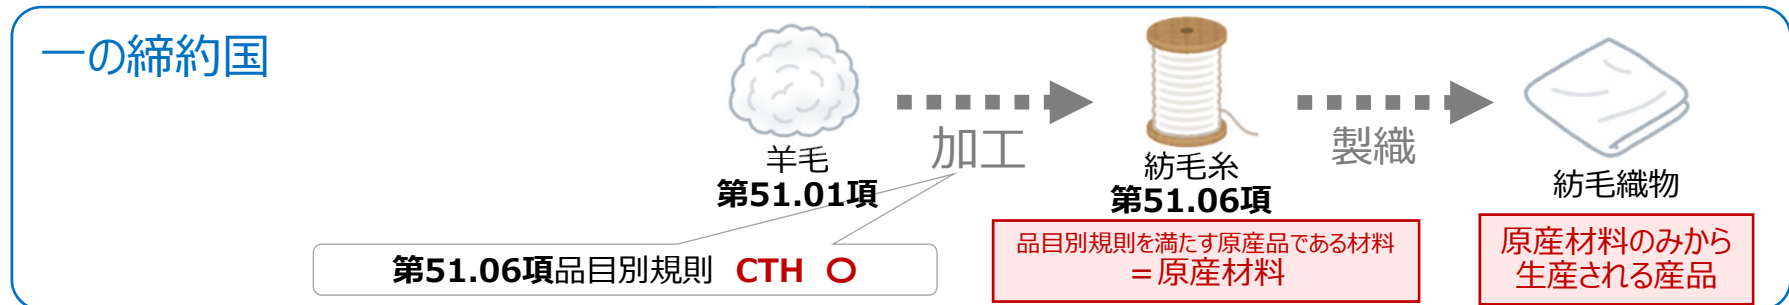 一の締約国
加工
製織
羊毛
第51.01項
紡毛糸
第51.06項
紡毛織物
第51.06項品目別規則 CTH 〇
品目別規則を満たす原産品である材料
＝原産材料
原産材料のみから
生産される産品